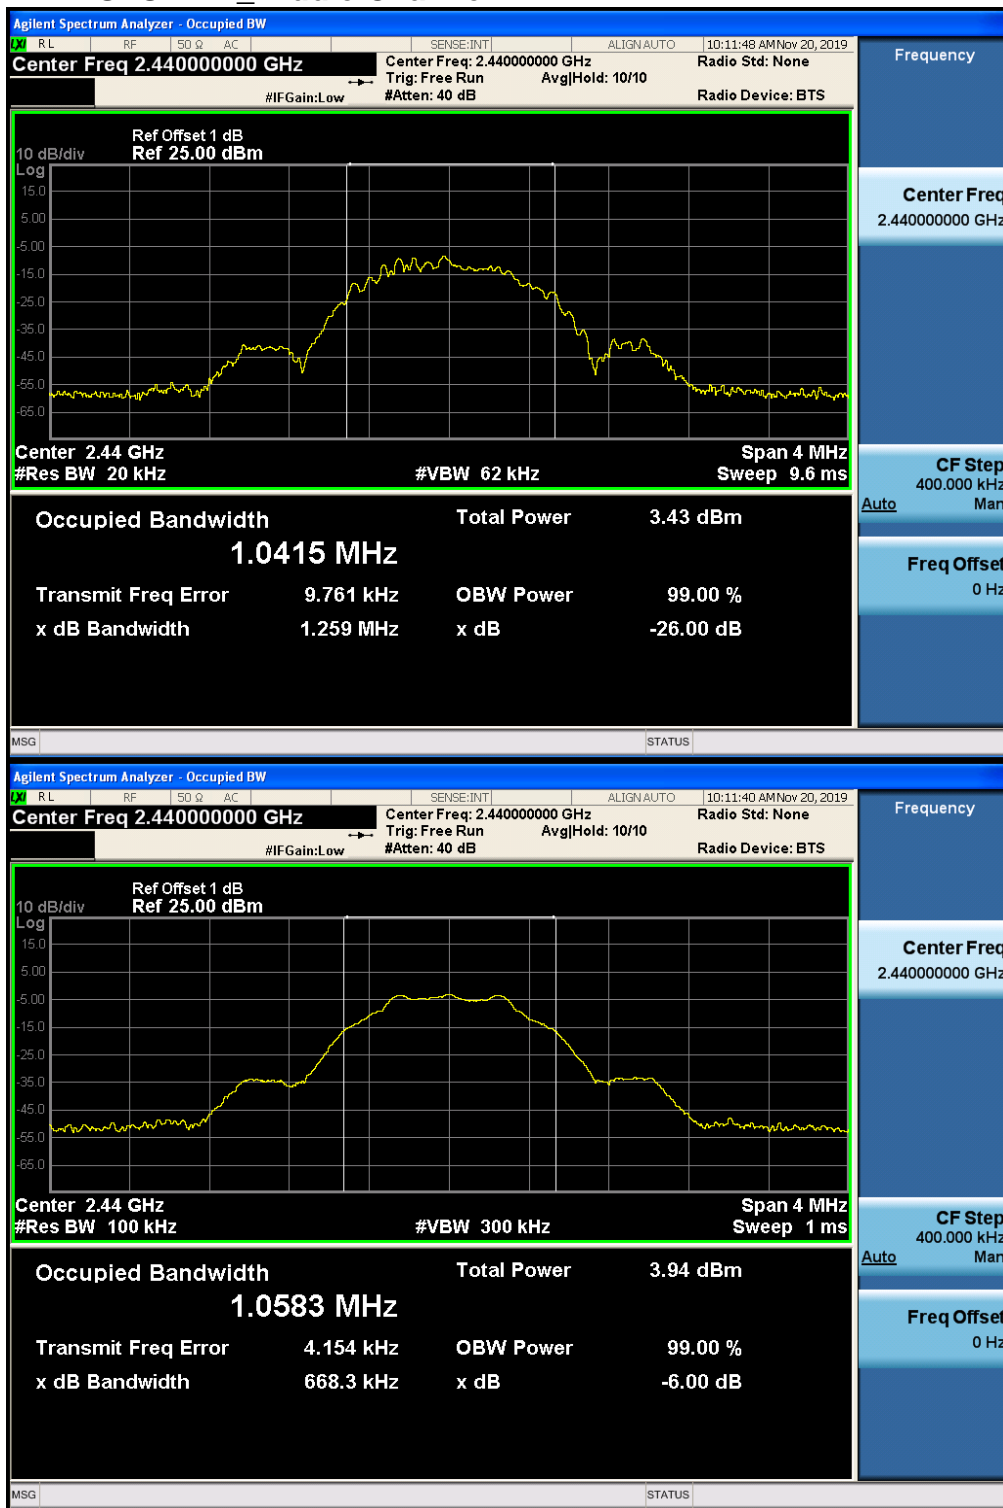 Agilent Spectrum Analyzer - Occupied BW
LXI RL RF 50 Ω AC SENSE:INT ALIGN AUTO 10:11:48 AM Nov 20, 2019
Center Freq 2.440000000 GHz Center Freq: 2.440000000 GHz Radio Std: None
Trig: Free Run Avg|Hold: 10/10
#IFGain:Low #Atten: 40 dB Radio Device: BTS
Frequency
Ref Offset 1 dB
10 dB/div Ref 25.00 dBm
Log
15.0
5.00
-5.00
-15.0
-25.0
-35.0
-45.0
-55.0
-65.0
Center 2.44 GHz Span 4 MHz
#Res BW 20 kHz #VBW 62 kHz Sweep 9.6 ms
Center Freq
2.440000000 GHz
CF Step
400.000 kHz
Auto Man
Freq Offset
0 Hz
Occupied Bandwidth Total Power 3.43 dBm
1.0415 MHz
Transmit Freq Error 9.761 kHz OBW Power 99.00 %
x dB Bandwidth 1.259 MHz x dB -26.00 dB
MSG STATUS
Agilent Spectrum Analyzer - Occupied BW
LXI RL RF 50 Ω AC SENSE:INT ALIGN AUTO 10:11:40 AM Nov 20, 2019
Center Freq 2.440000000 GHz Center Freq: 2.440000000 GHz Radio Std: None
Trig: Free Run Avg|Hold: 10/10
#IFGain:Low #Atten: 40 dB Radio Device: BTS
Frequency
Ref Offset 1 dB
10 dB/div Ref 25.00 dBm
Log
15.0
5.00
-5.00
-15.0
-25.0
-35.0
-45.0
-55.0
-65.0
Center 2.44 GHz Span 4 MHz
#Res BW 100 kHz #VBW 300 kHz Sweep 1 ms
Center Freq
2.440000000 GHz
CF Step
400.000 kHz
Auto Man
Freq Offset
0 Hz
Occupied Bandwidth Total Power 3.94 dBm
1.0583 MHz
Transmit Freq Error 4.154 kHz OBW Power 99.00 %
x dB Bandwidth 668.3 kHz x dB -6.00 dB
MSG STATUS